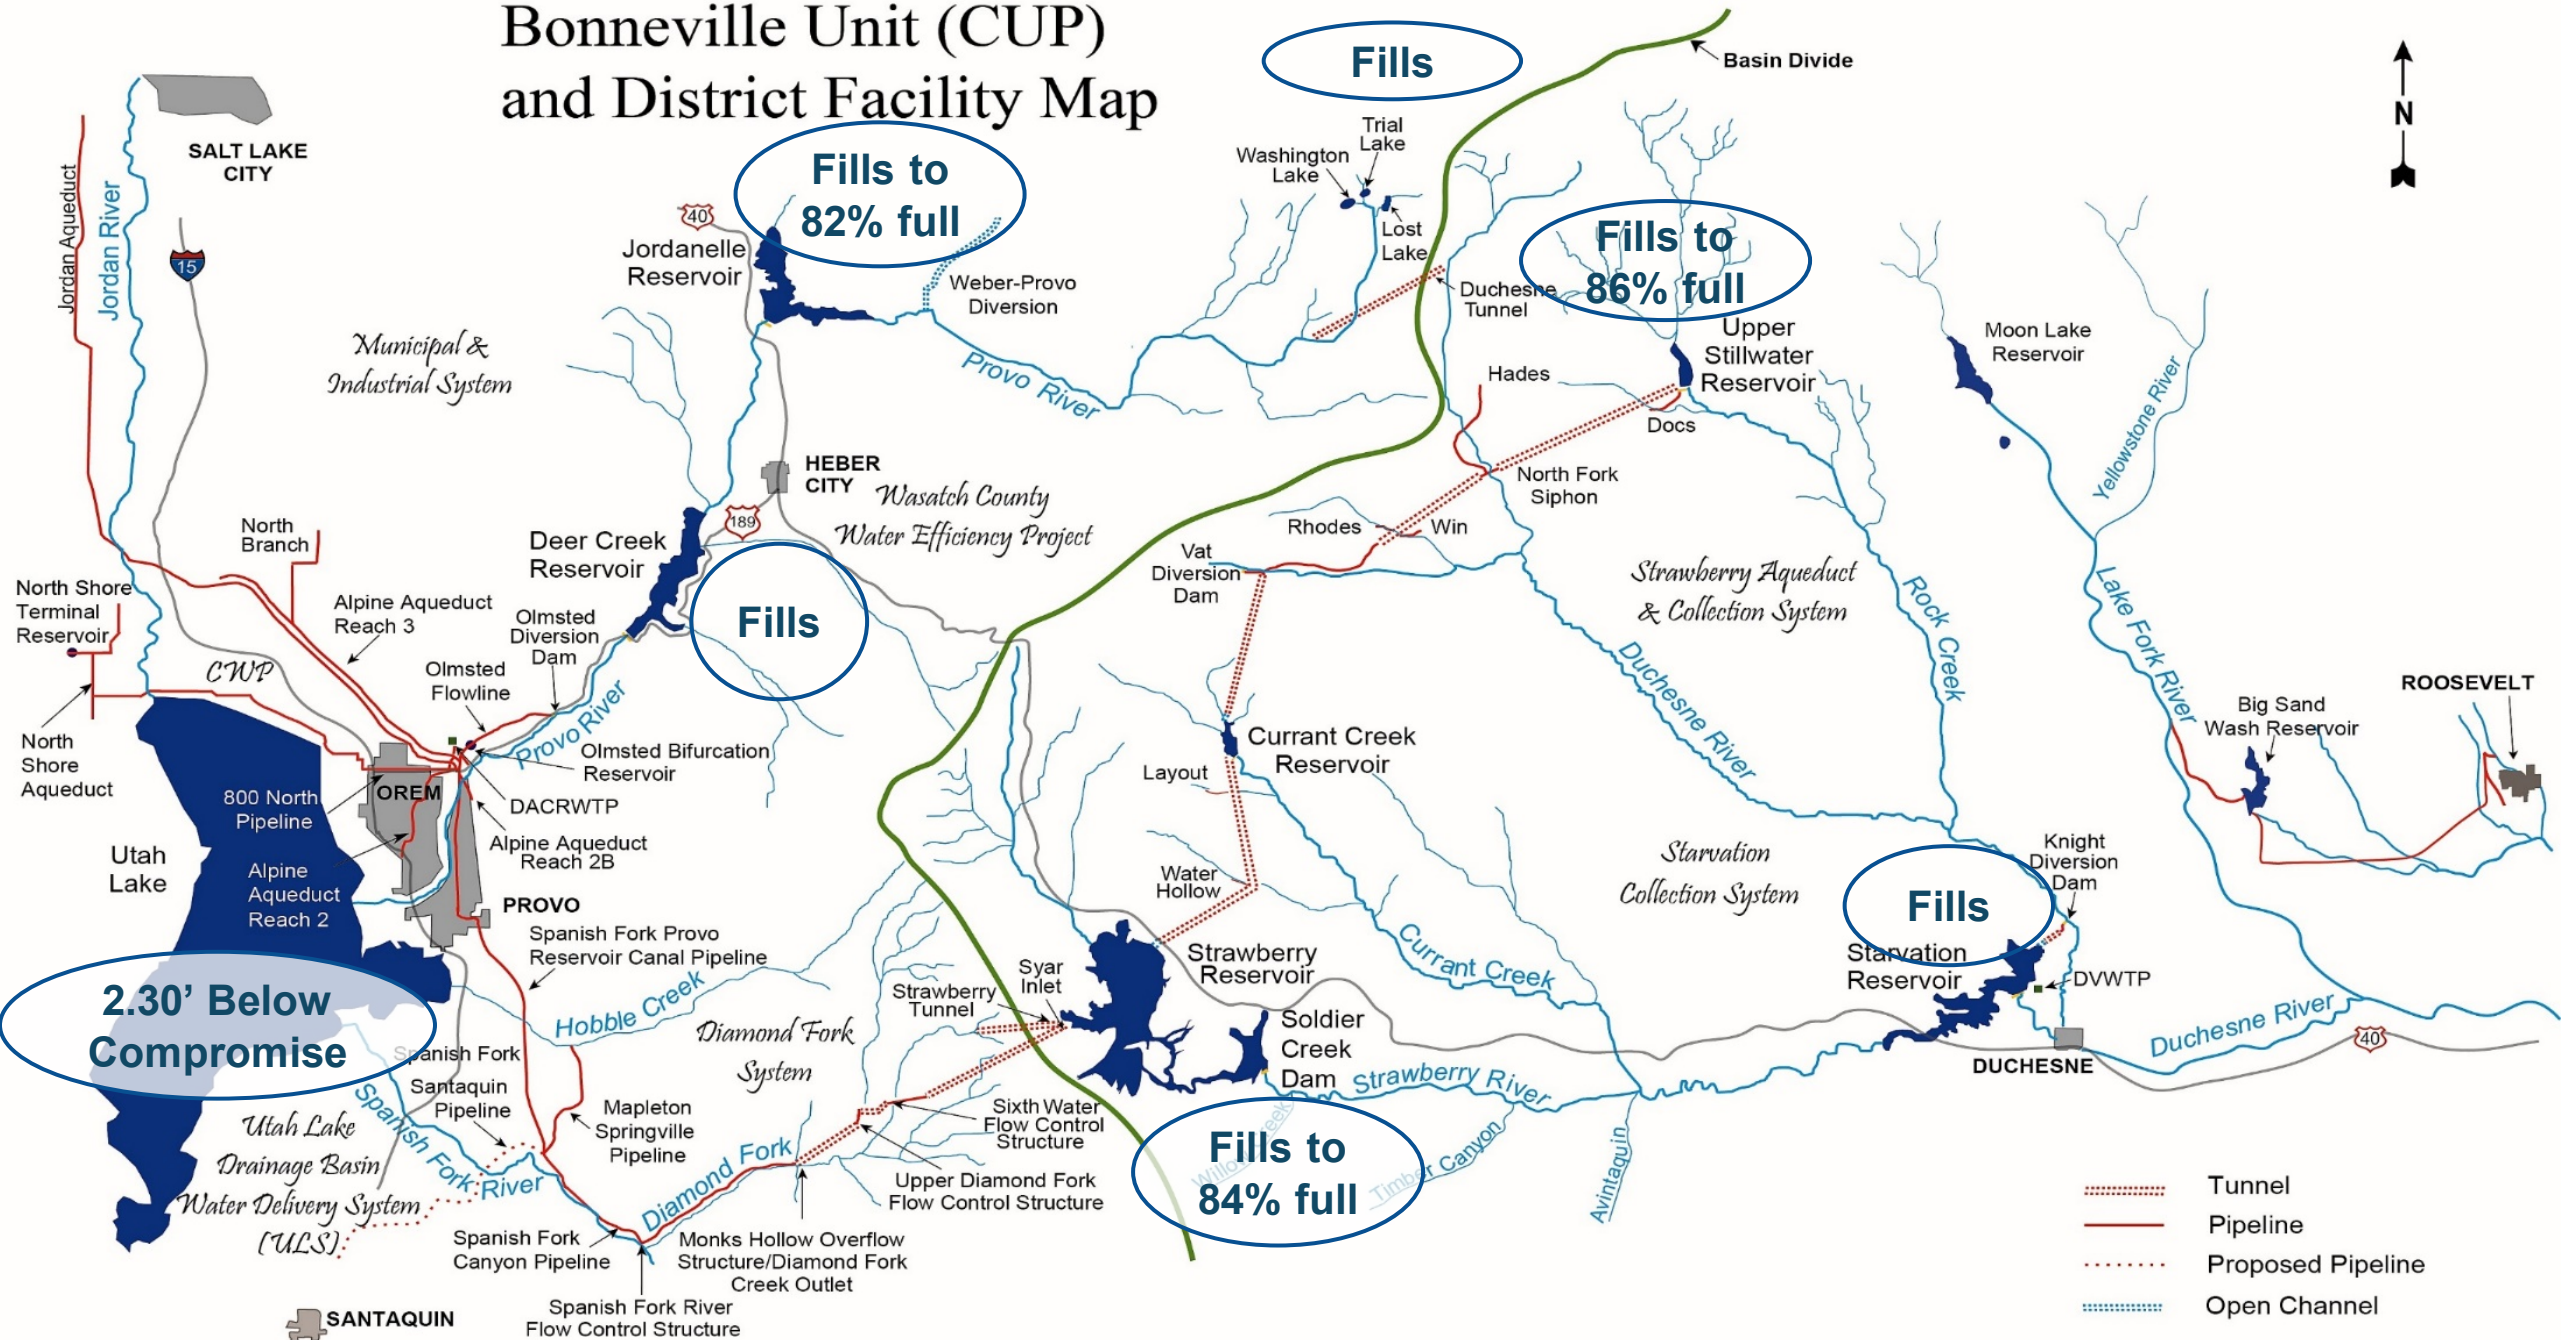 Bonneville Unit (CUP)
and District Facility Map
Fills
Basin Divide
N
SALT LAKE
CITY
Jordan Aqueduct
Jordan River
15
Fills to
82% full
40
Jordanelle
Reservoir
Weber-Provo
Diversion
Trial
Lake
Washington
Lake
Lost
Lake
Duchesne
Tunnel
Fills to
86% full
Upper
Stillwater
Reservoir
Moon Lake
Reservoir
Municipal &
Industrial System
Provo River
Hades
Docs
Yellowstone River
HEBER
CITY
Wasatch County
Water Efficiency Project
North Fork
Siphon
Rhodes
Win
189
North
Branch
Deer Creek
Reservoir
Vat
Diversion
Dam
Strawberry Aqueduct
& Collection System
Rock Creek
Lake Fork River
North Shore
Terminal
Reservoir
Alpine Aqueduct
Reach 3
Olmsted
Diversion
Dam
Fills
Duchesne River
CWP
Olmsted
Flowline
Provo River
ROOSEVELT
Big Sand
Wash Reservoir
North
Shore
Aqueduct
Olmsted Bifurcation
Reservoir
Currant Creek
Reservoir
Layout
800 North
Pipeline
OREM
DACRWTP
Alpine Aqueduct
Reach 2B
Utah
Lake
Alpine
Aqueduct
Reach 2
Water
Hollow
Starvation
Collection System
Knight
Diversion
Dam
Fills
PROVO
Spanish Fork Provo
Reservoir Canal Pipeline
Strawberry
Reservoir
Currant Creek
Starvation
Reservoir
DVWTP
Syar
Inlet
Strawberry
Tunnel
Hobble Creek
2.30’ Below
Compromise
Diamond Fork
System
Soldier
Creek
Dam
Strawberry River
Duchesne River
40
DUCHESNE
Spanish Fork
Santaquin
Pipeline
Spanish Fork River
Mapleton
Springville
Pipeline
Sixth Water
Flow Control
Structure
Willow Creek
Timber Canyon
Avintaquin
Fills to
84% full
Utah Lake
Drainage Basin
Water Delivery System
(ULS)
Diamond Fork
Upper Diamond Fork
Flow Control Structure
Spanish Fork
Canyon Pipeline
Monks Hollow Overflow
Structure/Diamond Fork
Creek Outlet
Spanish Fork River
Flow Control Structure
SANTAQUIN
Tunnel
Pipeline
Proposed Pipeline
Open Channel